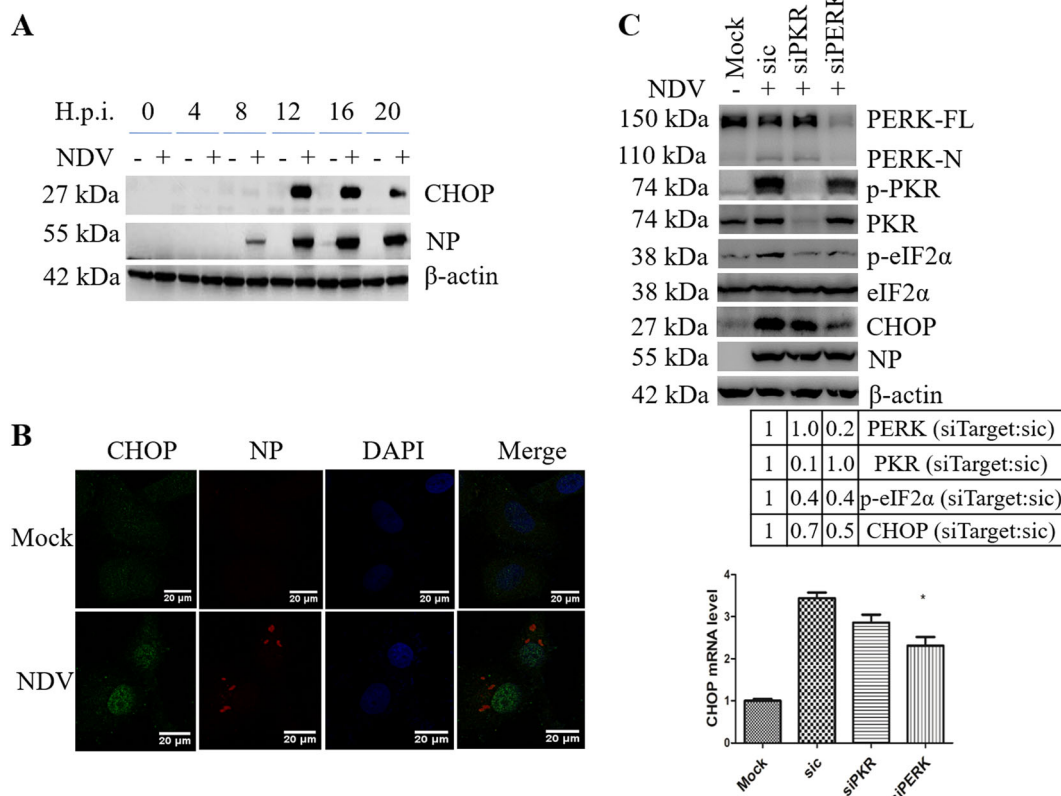 A
H.p.i. 0 4 8 12 16 20
NDV - + - + - + - + - + - +
27 kDa CHOP
55 kDa NP
42 kDa β-actin
B
CHOP NP DAPI Merge
Mock
20 µm 20 µm 20 µm 20 µm
NDV
20 µm 20 µm 20 µm 20 µm
C
Mock sic siPKR siPERK
NDV - + + +
150 kDa PERK-FL
110 kDa PERK-N
74 kDa p-PKR
74 kDa PKR
38 kDa p-eIF2α
38 kDa eIF2α
27 kDa CHOP
55 kDa NP
42 kDa β-actin
1 1.0 0.2 PERK (siTarget:sic)
1 0.1 1.0 PKR (siTarget:sic)
1 0.4 0.4 p-eIF2α (siTarget:sic)
1 0.7 0.5 CHOP (siTarget:sic)
CHOP mRNA level
4
3
2
1
0
*
Mock sic siPKR siPERK